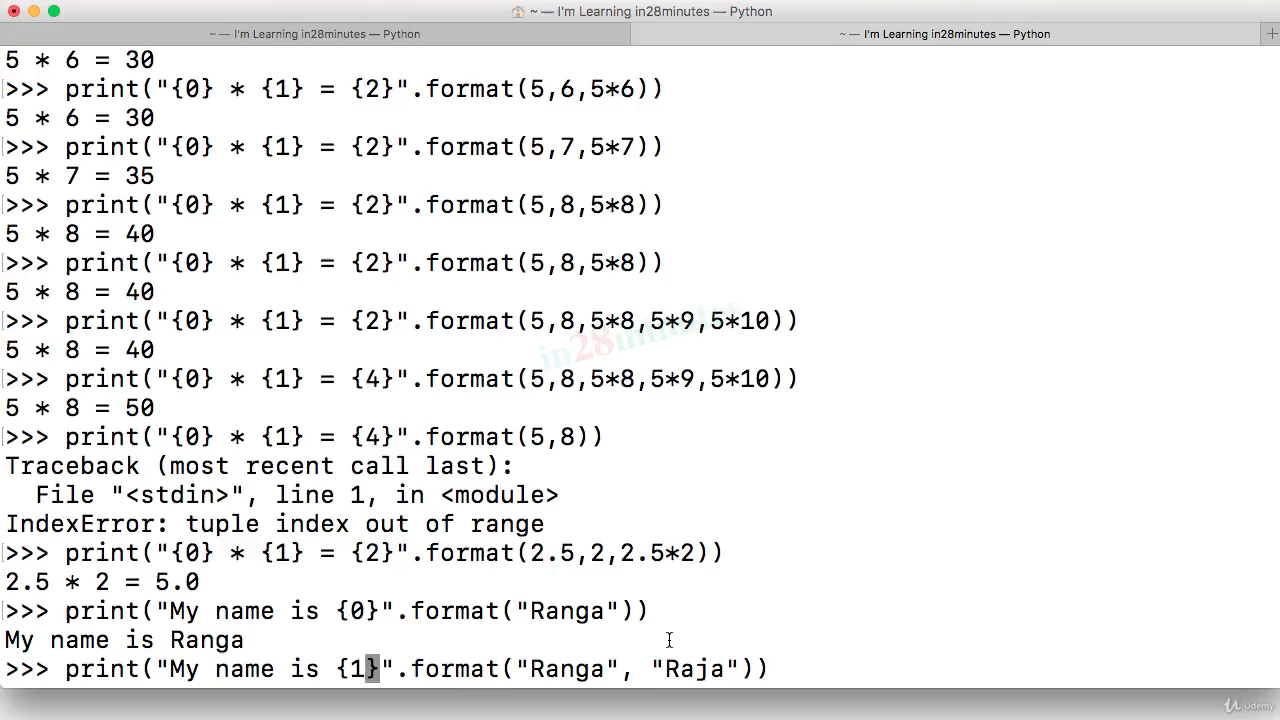 ~ — I'm Learning in28minutes — Python
~ — I'm Learning in28minutes — Python
~ — I'm Learning in28minutes — Python
5 * 6 = 30
>>> print("{0} * {1} = {2}".format(5,6,5*6))
5 * 6 = 30
>>> print("{0} * {1} = {2}".format(5,7,5*7))
5 * 7 = 35
>>> print("{0} * {1} = {2}".format(5,8,5*8))
5 * 8 = 40
>>> print("{0} * {1} = {2}".format(5,8,5*8))
5 * 8 = 40
>>> print("{0} * {1} = {2}".format(5,8,5*8,5*9,5*10))
in28minutes
5 * 8 = 40
>>> print("{0} * {1} = {4}".format(5,8,5*8,5*9,5*10))
5 * 8 = 50
>>> print("{0} * {1} = {4}".format(5,8))
Traceback (most recent call last):
  File "<stdin>", line 1, in <module>
IndexError: tuple index out of range
>>> print("{0} * {1} = {2}".format(2.5,2,2.5*2))
2.5 * 2 = 5.0
>>> print("My name is {0}".format("Ranga"))
My name is Ranga
>>> print("My name is {1}".format("Ranga", "Raja"))
Udemy